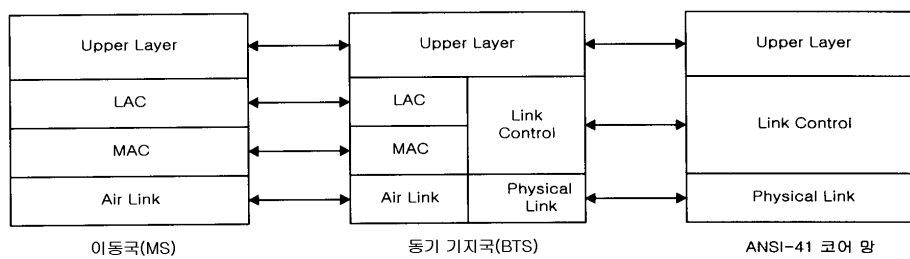 Upper Layer
LAC
MAC
Air Link
이동국(MS)
Upper Layer
LAC
MAC
Air Link
Link
Control
Physical
Link
동기 기지국(BTS)
Upper Layer
Link Control
Physical Link
ANSI-41 코어 망